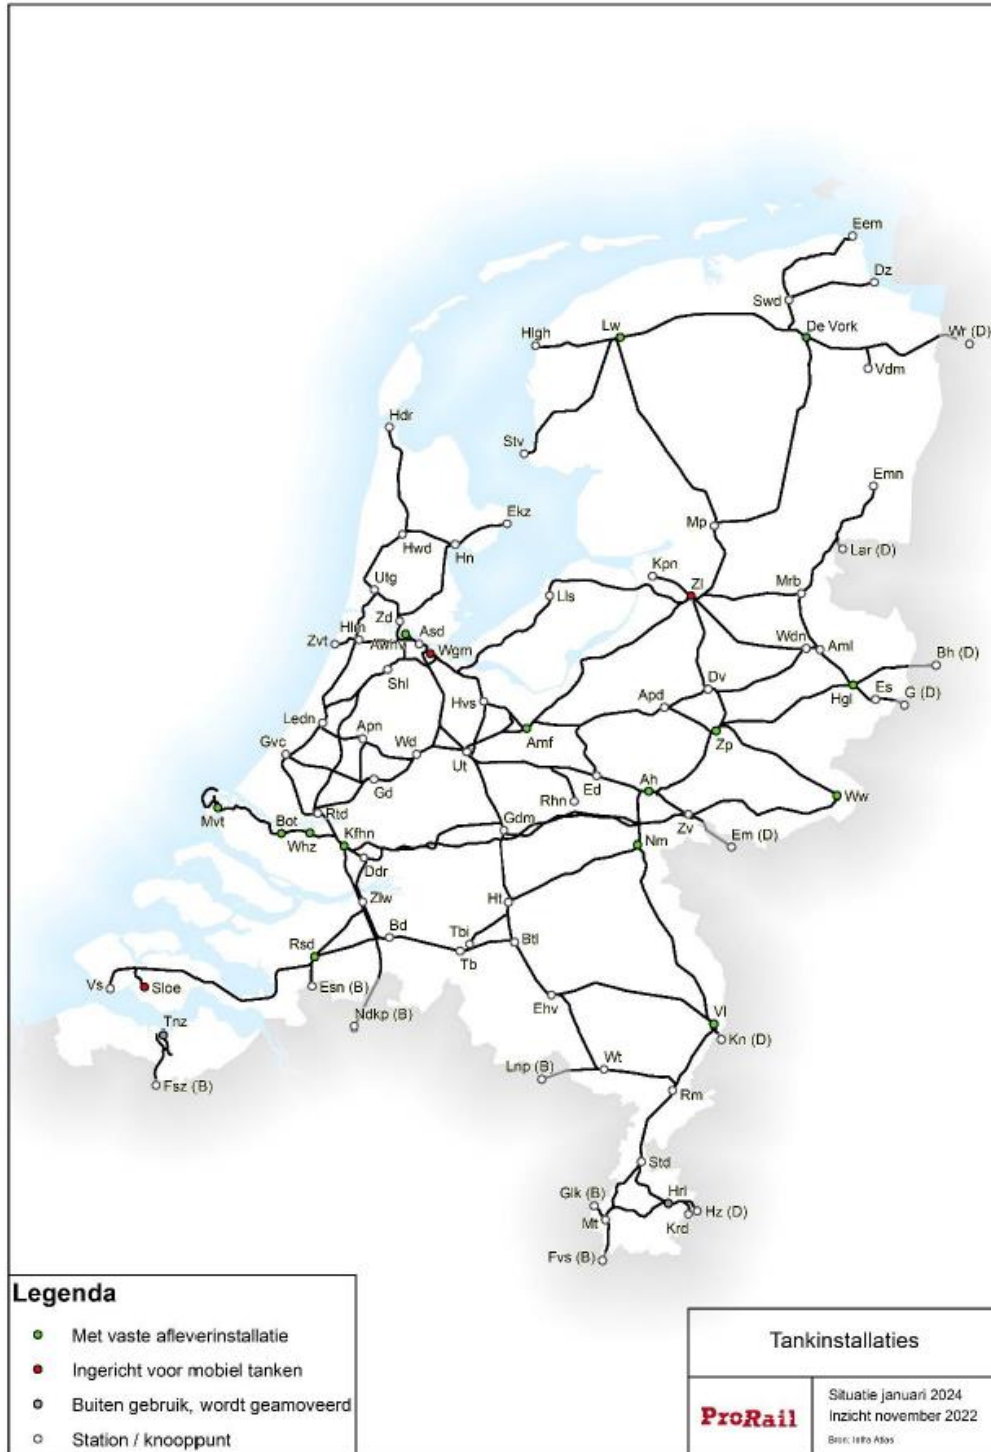 Eem
Dz
Swd
Hlgh
Lw
De Vork
Wr (D)
Vdm
Hdr
Stv
Emn
Ekz
Mp
Hwd
Hn
Lar (D)
Kpn
Zl
Mrb
Utg
Lls
Zd
Hlm
Asd
Zvt
Wgm
Wdn
Aml
Bh (D)
Shl
Hvs
Apd
Dv
Hgl
Es
G (D)
Ledn
Apn
Gvc
Wd
Ut
Amf
Zp
Gd
Ed
Ah
Rhn
Ww
Mvt
Bot
Rtd
Gdm
Zv
Em (D)
Whz
Kfhn
Nm
Ddr
Zlw
Ht
Rsd
Bd
Tbi
Btl
Tb
Vs
Sloe
Esn (B)
Ehv
Ndkp (B)
Vl
Kn (D)
Tnz
Lnp (B)
Wt
Fsz (B)
Rm
Std
Glk (B)
Hrl
Hz (D)
Mt
Krd
Fvs (B)
Legenda
Met vaste afleverinstallatie
Ingericht voor mobiel tanken
Buiten gebruik, wordt geamoveerd
Station / knooppunt
Tankinstallaties
ProRail
Situatie januari 2024
Inzicht november 2022
Bron: Infra Atlas